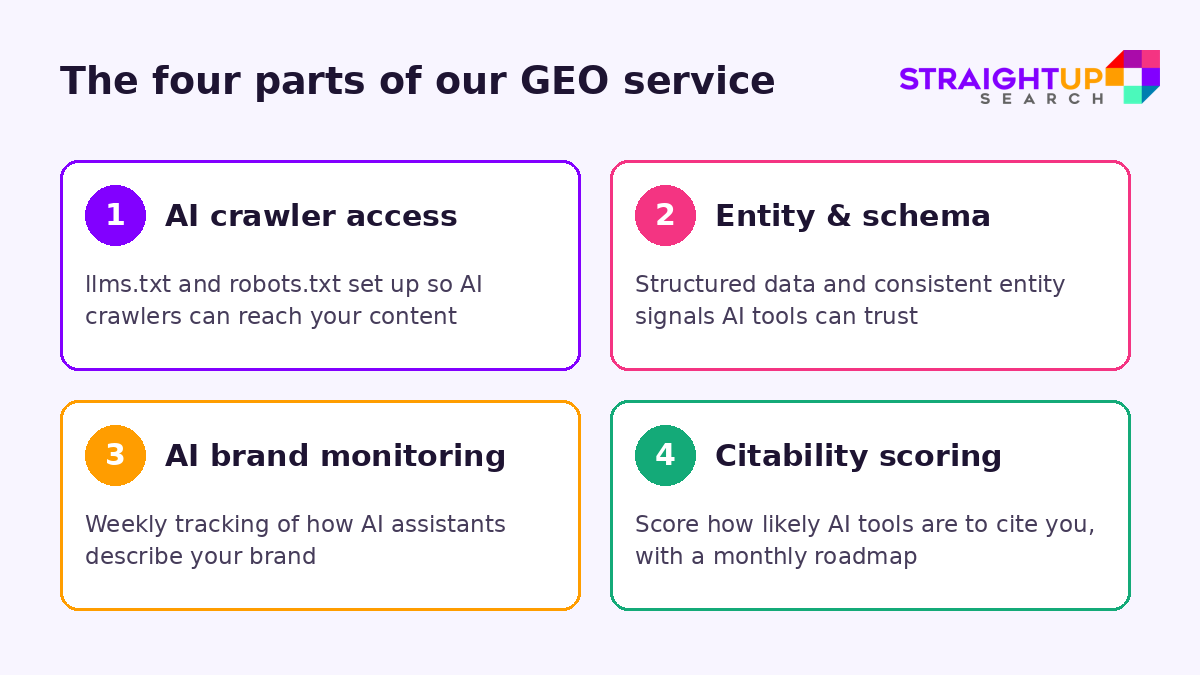 The four parts of our GEO service
STRAIGHTUP
SEARCH
1
AI crawler access
llms.txt and robots.txt set up so AI
crawlers can reach your content
2
Entity & schema
Structured data and consistent entity
signals AI tools can trust
3
AI brand monitoring
Weekly tracking of how AI assistants
describe your brand
4
Citability scoring
Score how likely AI tools are to cite you,
with a monthly roadmap